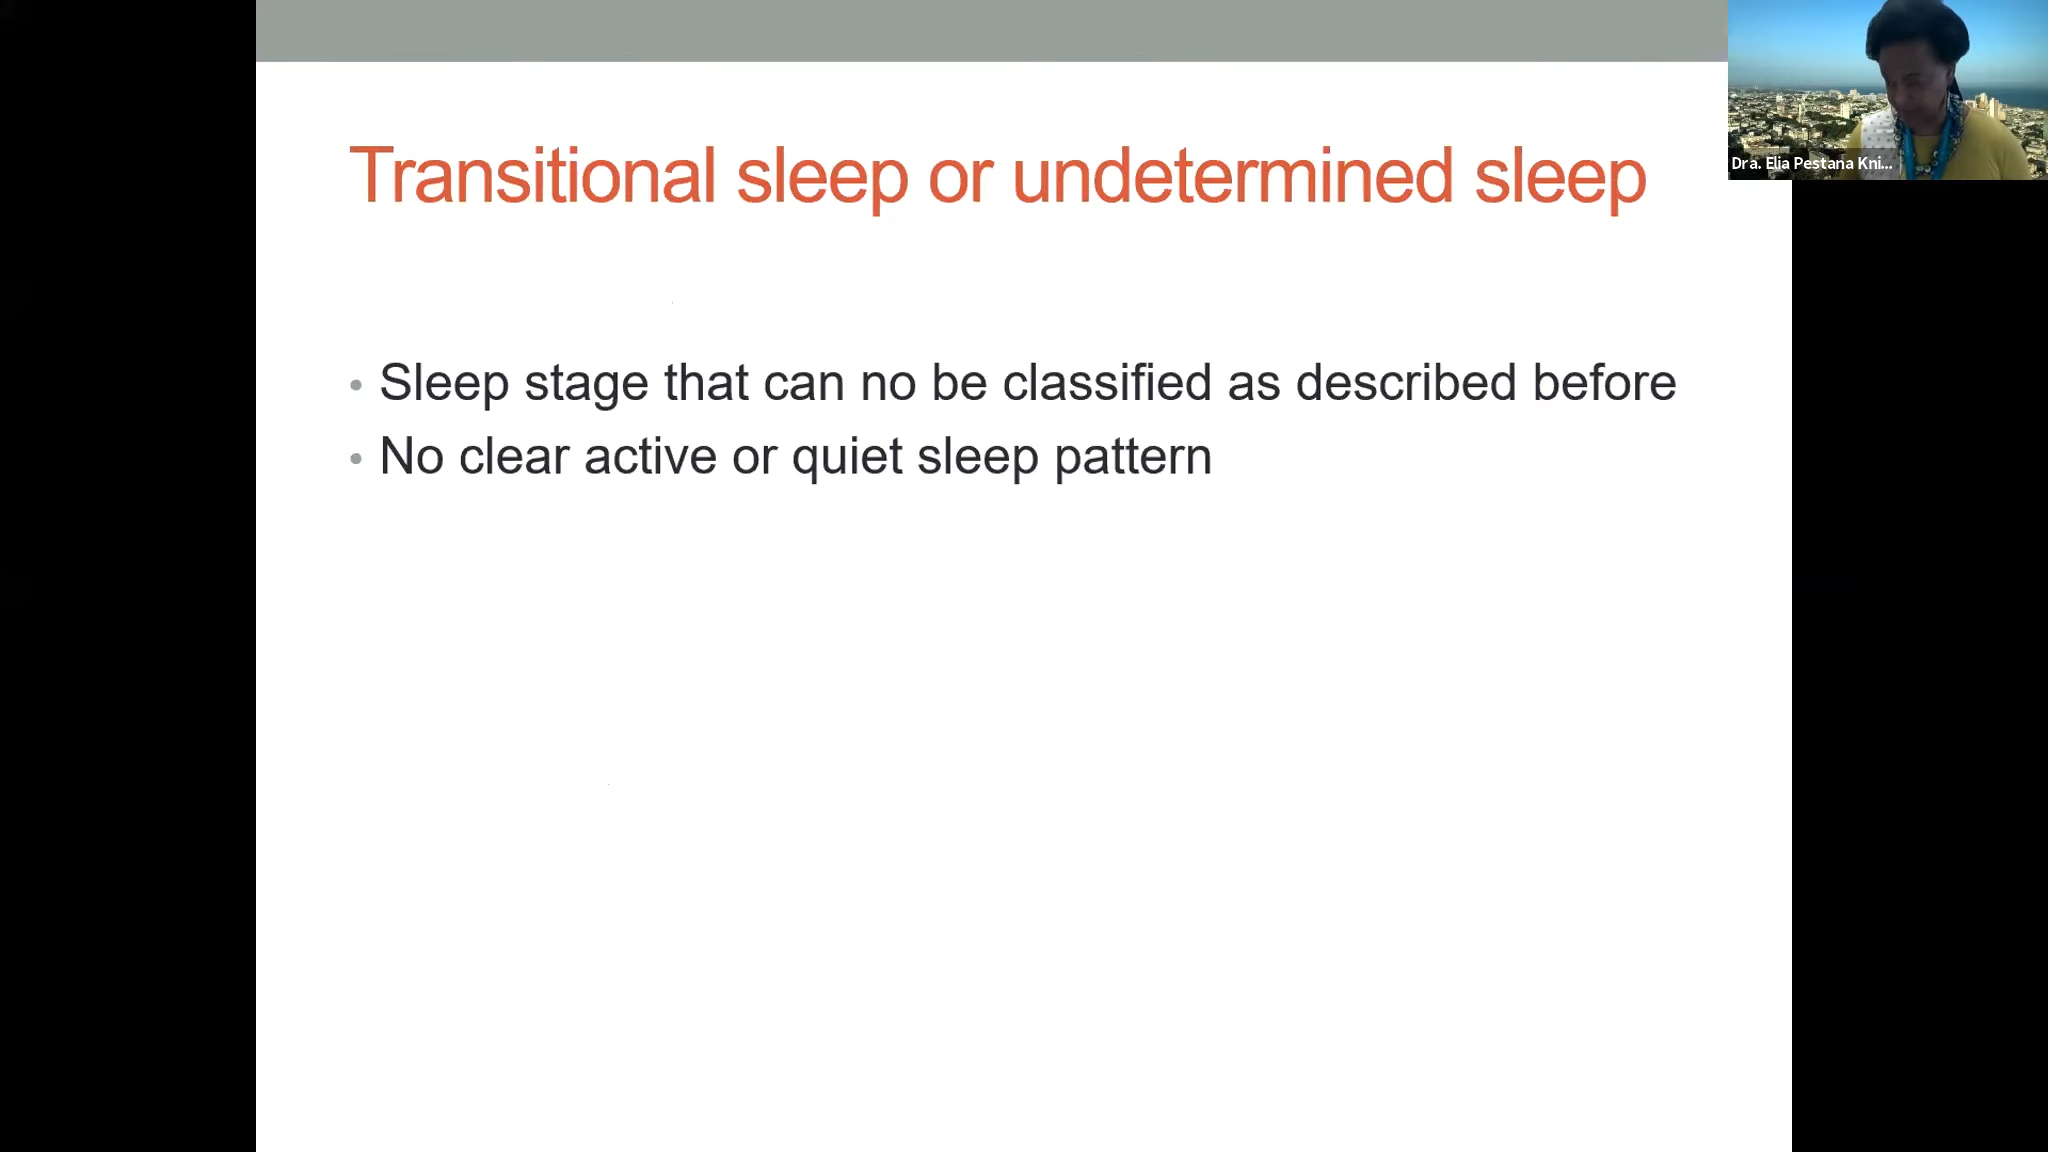 Transitional sleep or undetermined sleep
• Sleep stage that can no be classified as described before
• No clear active or quiet sleep pattern
Dra. Elia Pestana Kni...